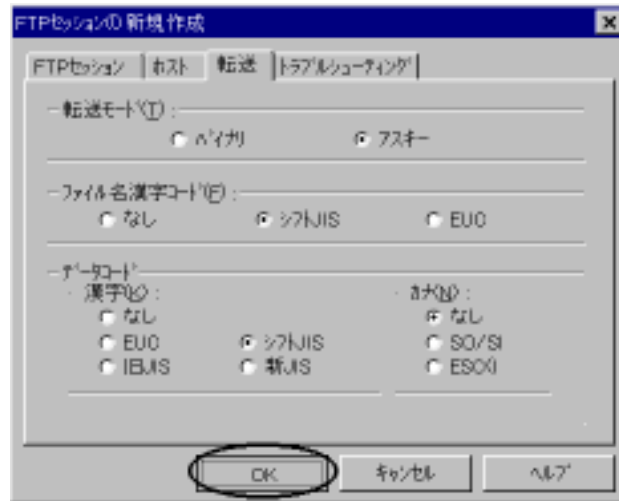 FTPセッションの新規作成
FTPセッション ホスト 転送 トラブルシューティング
転送モード(T) :
バイナリ アスキー
ファイル名漢字コード(F) :
なし シフトJIS EUC
データコード
漢字(K) : カナ(N) :
なし なし
EUC シフトJIS SO/SI
旧JIS 新JIS ESC(I
OK キャンセル ヘルプ